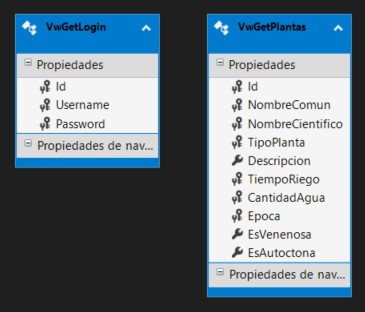 VwGetLogin
Propiedades
Id
Username
Password
Propiedades de nav...
VwGetPlantas
Propiedades
Id
NombreComun
NombreCientifico
TipoPlanta
Descripcion
TiempoRiego
CantidadAgua
Epoca
EsVenenosa
EsAutoctona
Propiedades de nav...